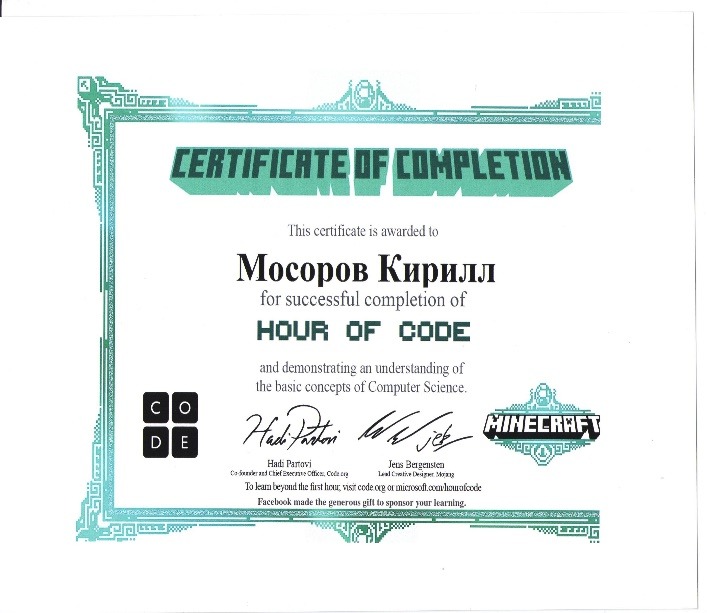 CERTIFICATE OF COMPLETION
This certificate is awarded to
Мосоров Кирилл
for successful completion of
HOUR OF CODE
and demonstrating an understanding of
the basic concepts of Computer Science.
C O
D E
Hadi Partovi
jeb
MINECRAFT
Hadi Partovi
Jens Bergensten
Co-founder and Chief Executive Officer, Code.org
Lead Creative Designer Mojang
To learn beyond the first hour, visit code.org or microsoft.com/hourofcode
Facebook made the generous gift to sponsor your learning.